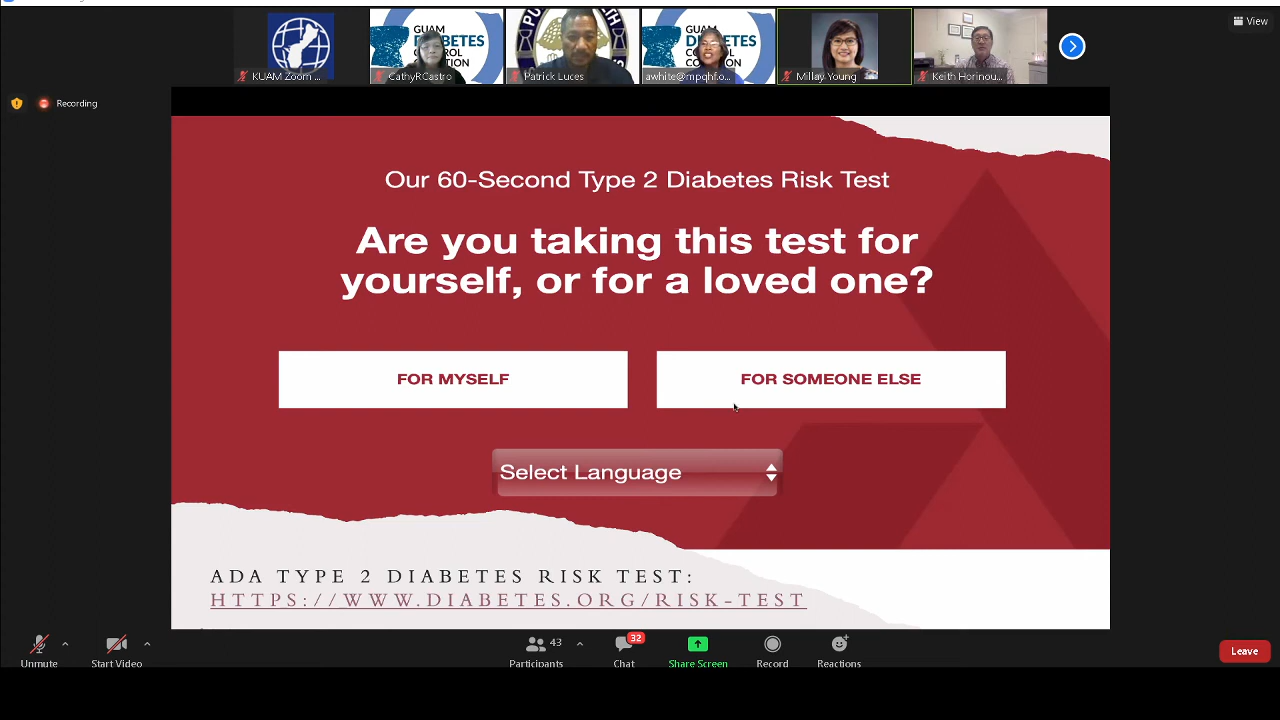 View
GUAM
DIABETES
CONTROL
COALITION
GUAM
DIABETES
CONTROL
COALITION
KUAM Zoom ...
CathyRCastro
Patrick Luces
awhite@mpqhf.o...
Millay Young
Keith Horinou...
Recording
Our 60-Second Type 2 Diabetes Risk Test
Are you taking this test for
yourself, or for a loved one?
FOR MYSELF
FOR SOMEONE ELSE
Select Language
ADA TYPE 2 DIABETES RISK TEST:
HTTPS://WWW.DIABETES.ORG/RISK-TEST
43
32
Unmute
Start Video
Participants
Chat
Share Screen
Record
Reactions
Leave